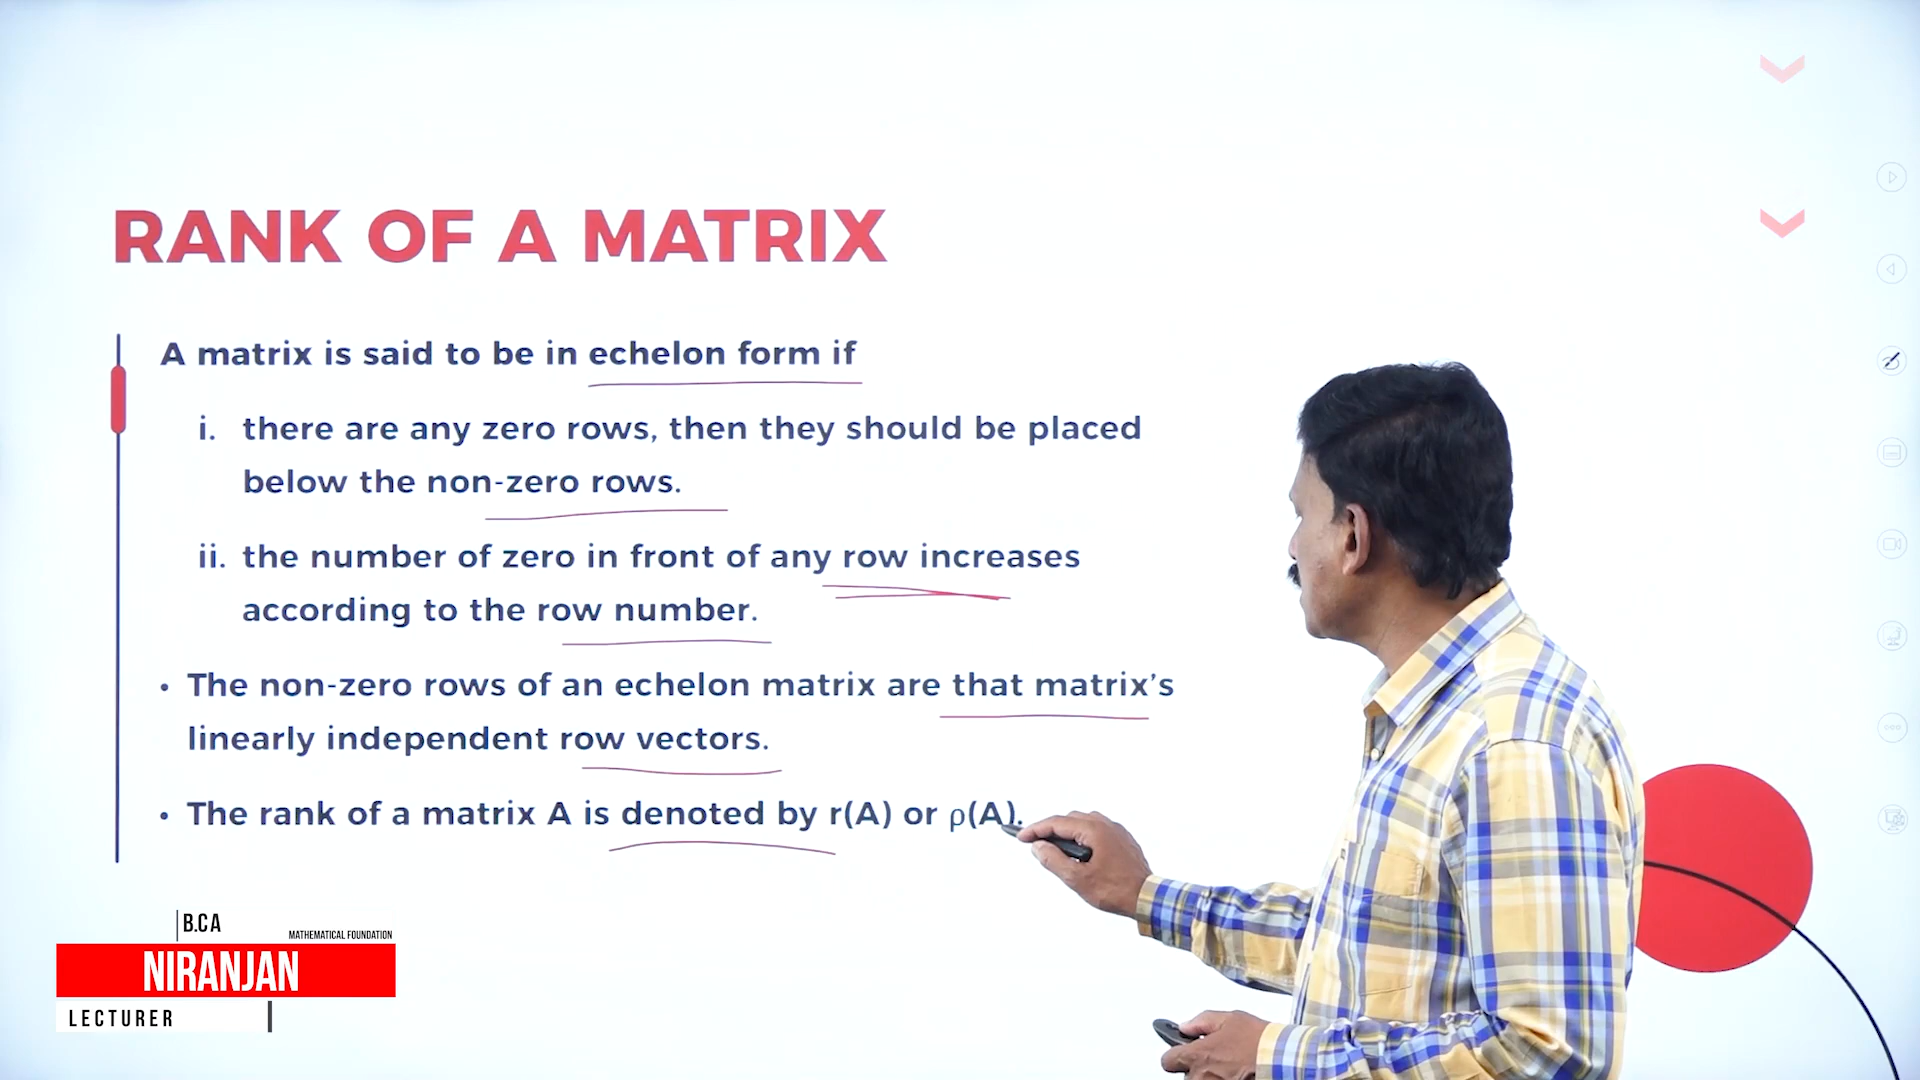 RANK OF A MATRIX
A matrix is said to be in echelon form if
i. there are any zero rows, then they should be placed
below the non-zero rows.
ii. the number of zero in front of any row increases
according to the row number.
• The non-zero rows of an echelon matrix are that matrix's
linearly independent row vectors.
• The rank of a matrix A is denoted by r(A) or ρ(A).
B.CA
MATHEMATICAL FOUNDATION
NIRANJAN
LECTURER